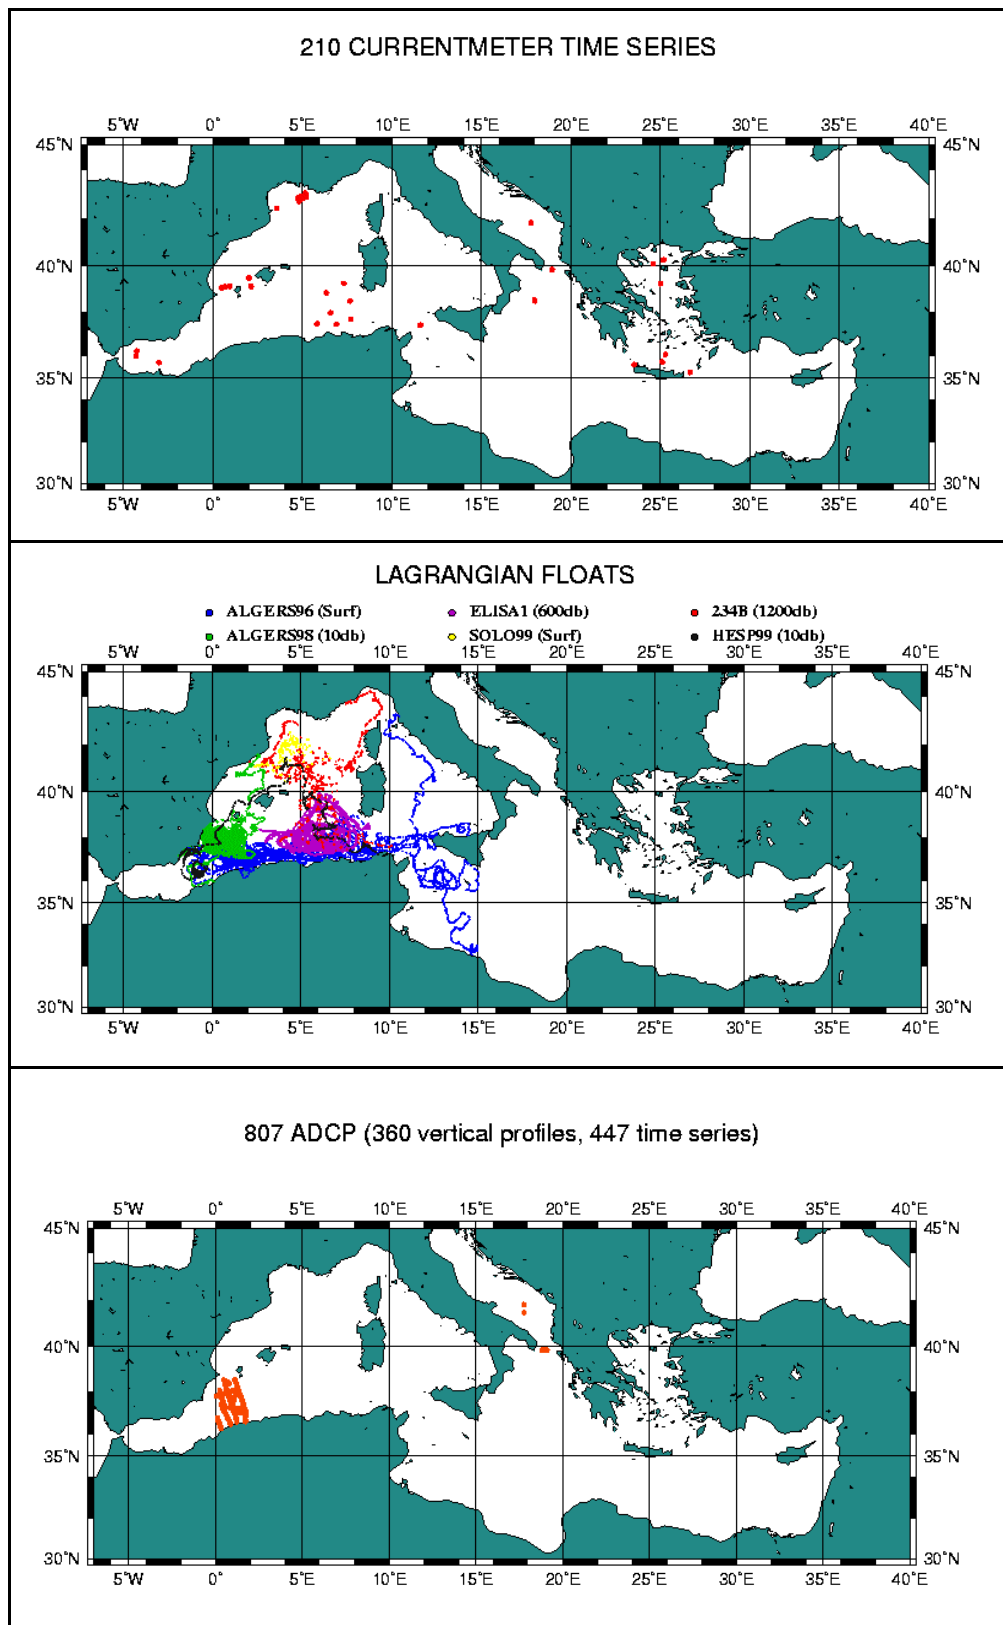 210 CURRENTMETER TIME SERIES
5°W 0° 5°E 10°E 15°E 20°E 25°E 30°E 35°E 40°E
45°N 45°N
40°N 40°N
35°N 35°N
30°N 30°N
5°W 0° 5°E 10°E 15°E 20°E 25°E 30°E 35°E 40°E
LAGRANGIAN FLOATS
ALGERS96 (Surf) ELISA1 (600db) 234B (1200db)
ALGERS98 (10db) SOLO99 (Surf) HESP99 (10db)
5°W 0° 5°E 10°E 15°E 20°E 25°E 30°E 35°E 40°E
45°N 45°N
40°N 40°N
35°N 35°N
30°N 30°N
5°W 0° 5°E 10°E 15°E 20°E 25°E 30°E 35°E 40°E
807 ADCP (360 vertical profiles, 447 time series)
5°W 0° 5°E 10°E 15°E 20°E 25°E 30°E 35°E 40°E
45°N 45°N
40°N 40°N
35°N 35°N
30°N 30°N
5°W 0° 5°E 10°E 15°E 20°E 25°E 30°E 35°E 40°E